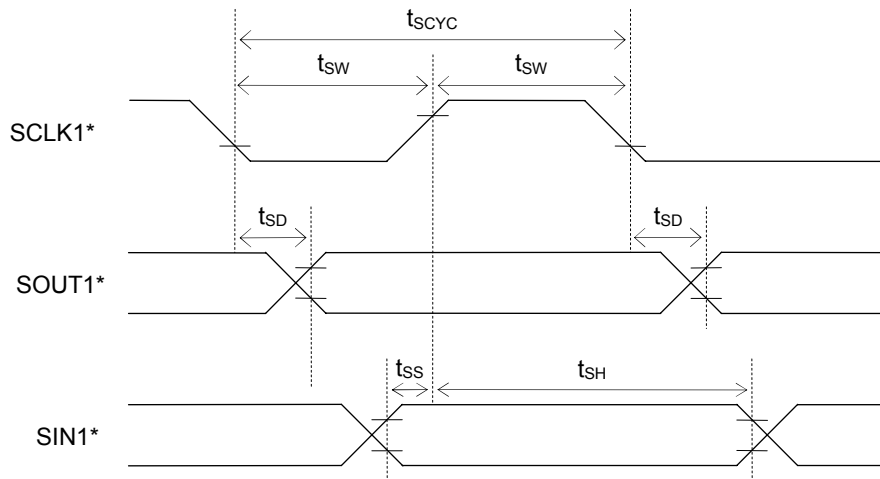 tSCYC
tSW tSW
SCLK1*
tSD tSD
SOUT1*
tSS tSH
SIN1*